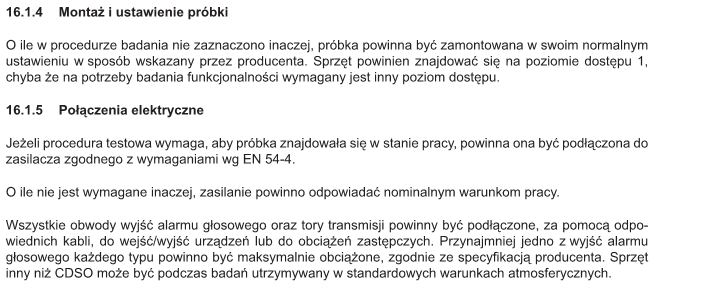 16.1.4 Montaż i ustawienie próbki
O ile w procedurze badania nie zaznaczono inaczej, próbka powinna być zamontowana w swoim normalnym
ustawieniu w sposób wskazany przez producenta. Sprzęt powinien znajdować się na poziomie dostępu 1,
chyba że na potrzeby badania funkcjonalności wymagany jest inny poziom dostępu.
16.1.5 Połączenia elektryczne
Jeżeli procedura testowa wymaga, aby próbka znajdowała się w stanie pracy, powinna ona być podłączona do
zasilacza zgodnego z wymaganiami wg EN 54-4.
O ile nie jest wymagane inaczej, zasilanie powinno odpowiadać nominalnym warunkom pracy.
Wszystkie obwody wyjść alarmu głosowego oraz tory transmisji powinny być podłączone, za pomocą odpo-
wiednich kabli, do wejść/wyjść urządzeń lub do obciążeń zastępczych. Przynajmniej jedno z wyjść alarmu
głosowego każdego typu powinno być maksymalnie obciążone, zgodnie ze specyfikacją producenta. Sprzęt
inny niż CDSO może być podczas badań utrzymywany w standardowych warunkach atmosferycznych.